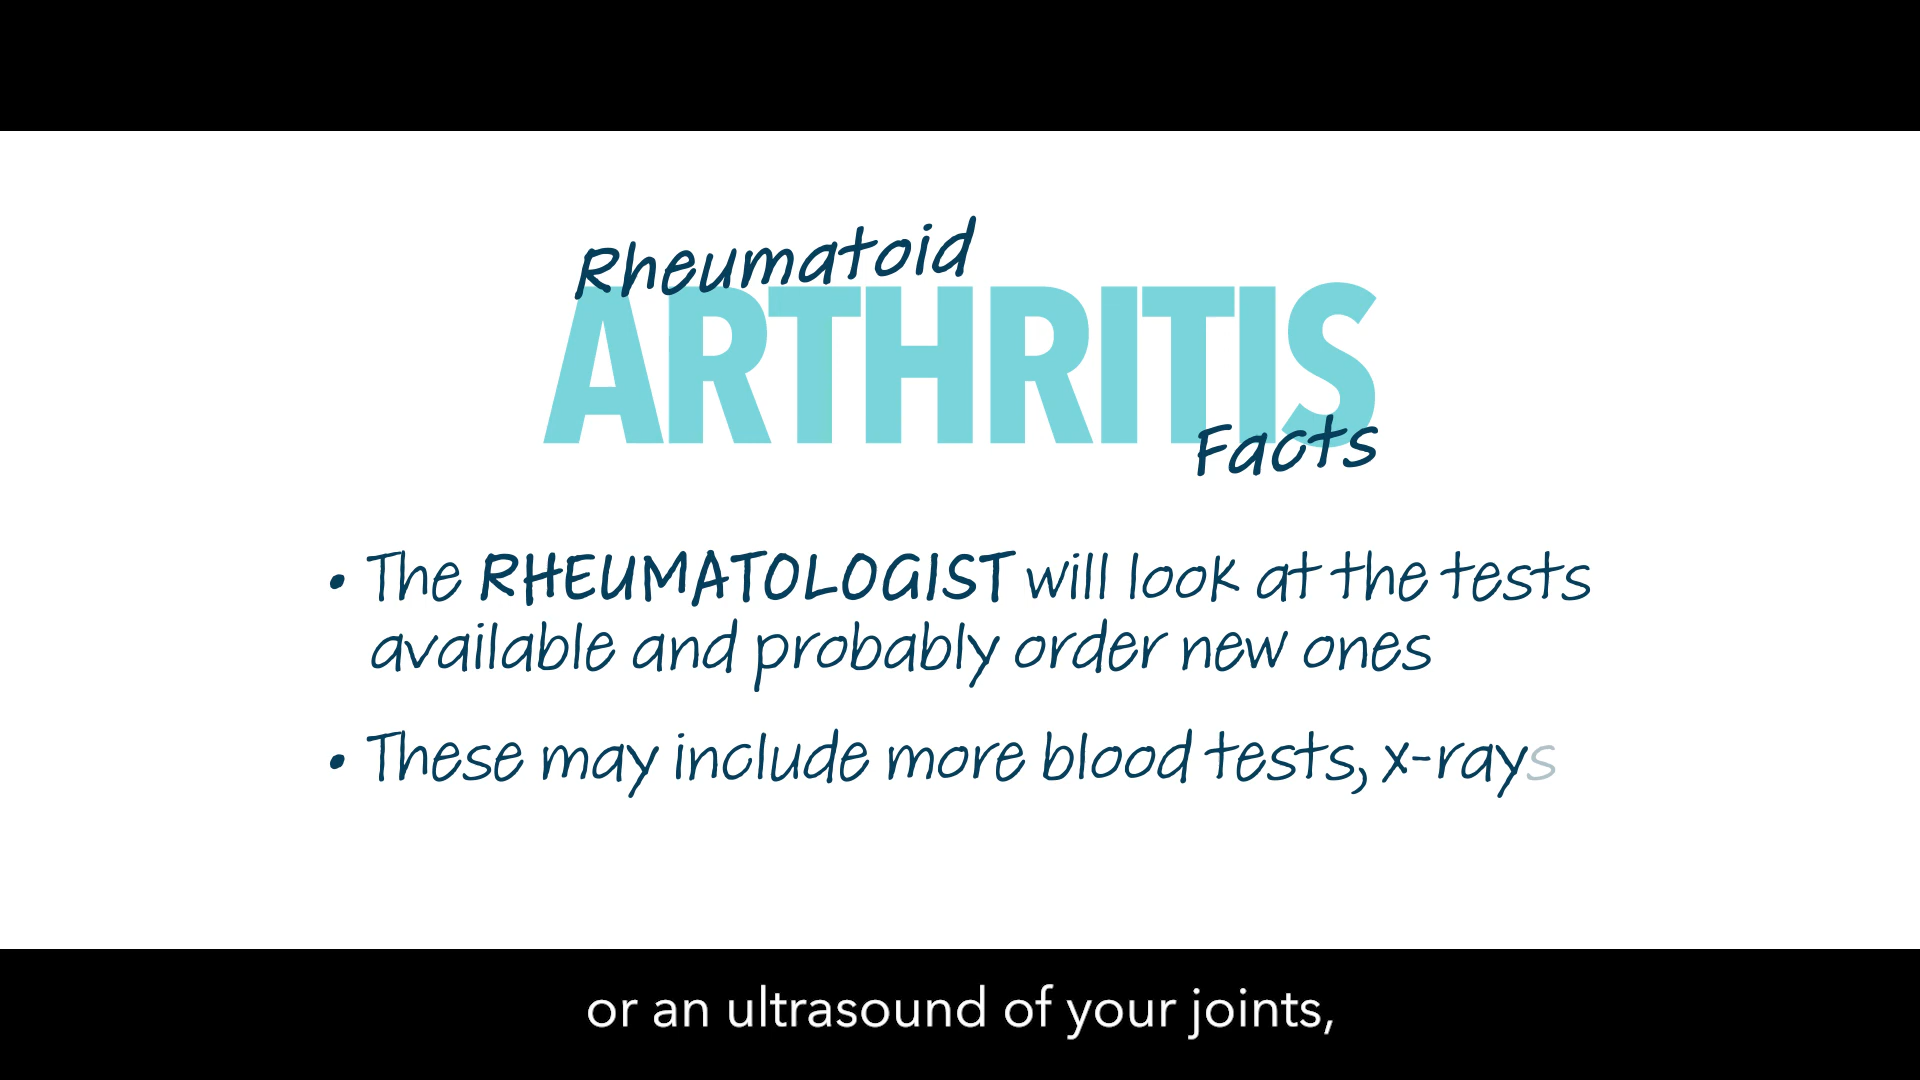 Rheumatoid
ARTHRITIS
Facts
• The RHEUMATOLOGIST will look at the tests
available and probably order new ones
• These may include more blood tests, x-rays
or an ultrasound of your joints,